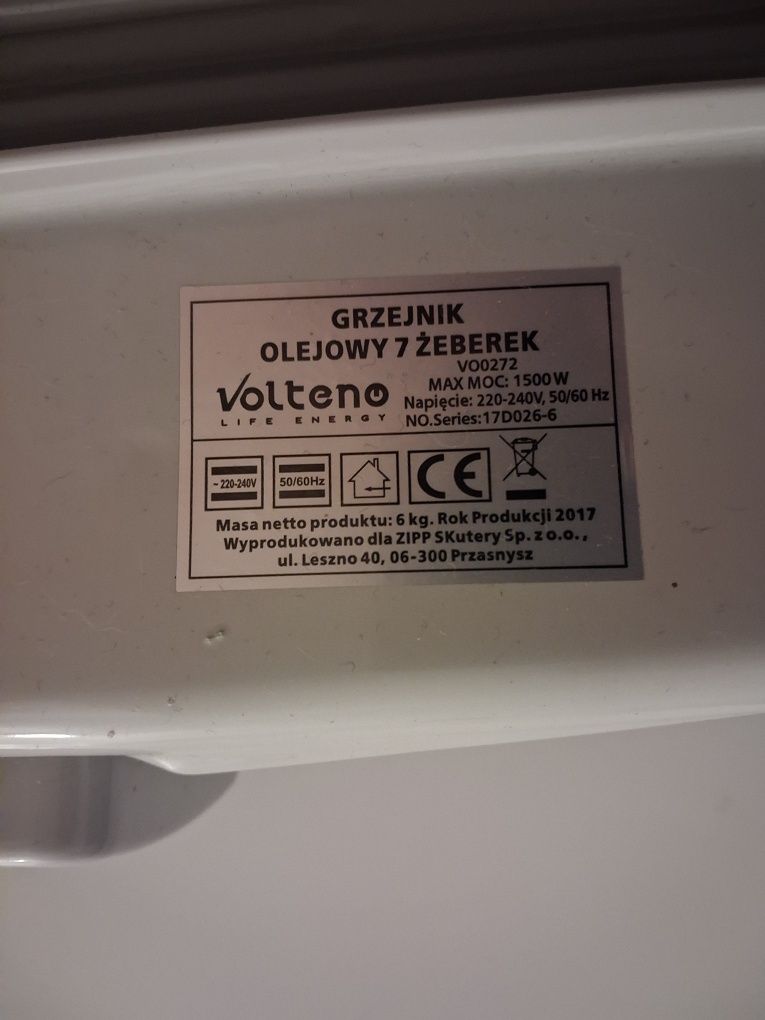 GRZEJNIK
OLEJOWY 7 ŻEBEREK
VO0272
MAX MOC: 1500 W
Napięcie: 220-240V, 50/60 Hz
NO.Series:17D026-6
Volteno
LIFE ENERGY
~ 220-240V
50/60Hz
CE
Masa netto produktu: 6 kg. Rok Produkcji 2017
Wyprodukowano dla ZIPP SKutery Sp. z o.o.,
ul. Leszno 40, 06-300 Przasnysz